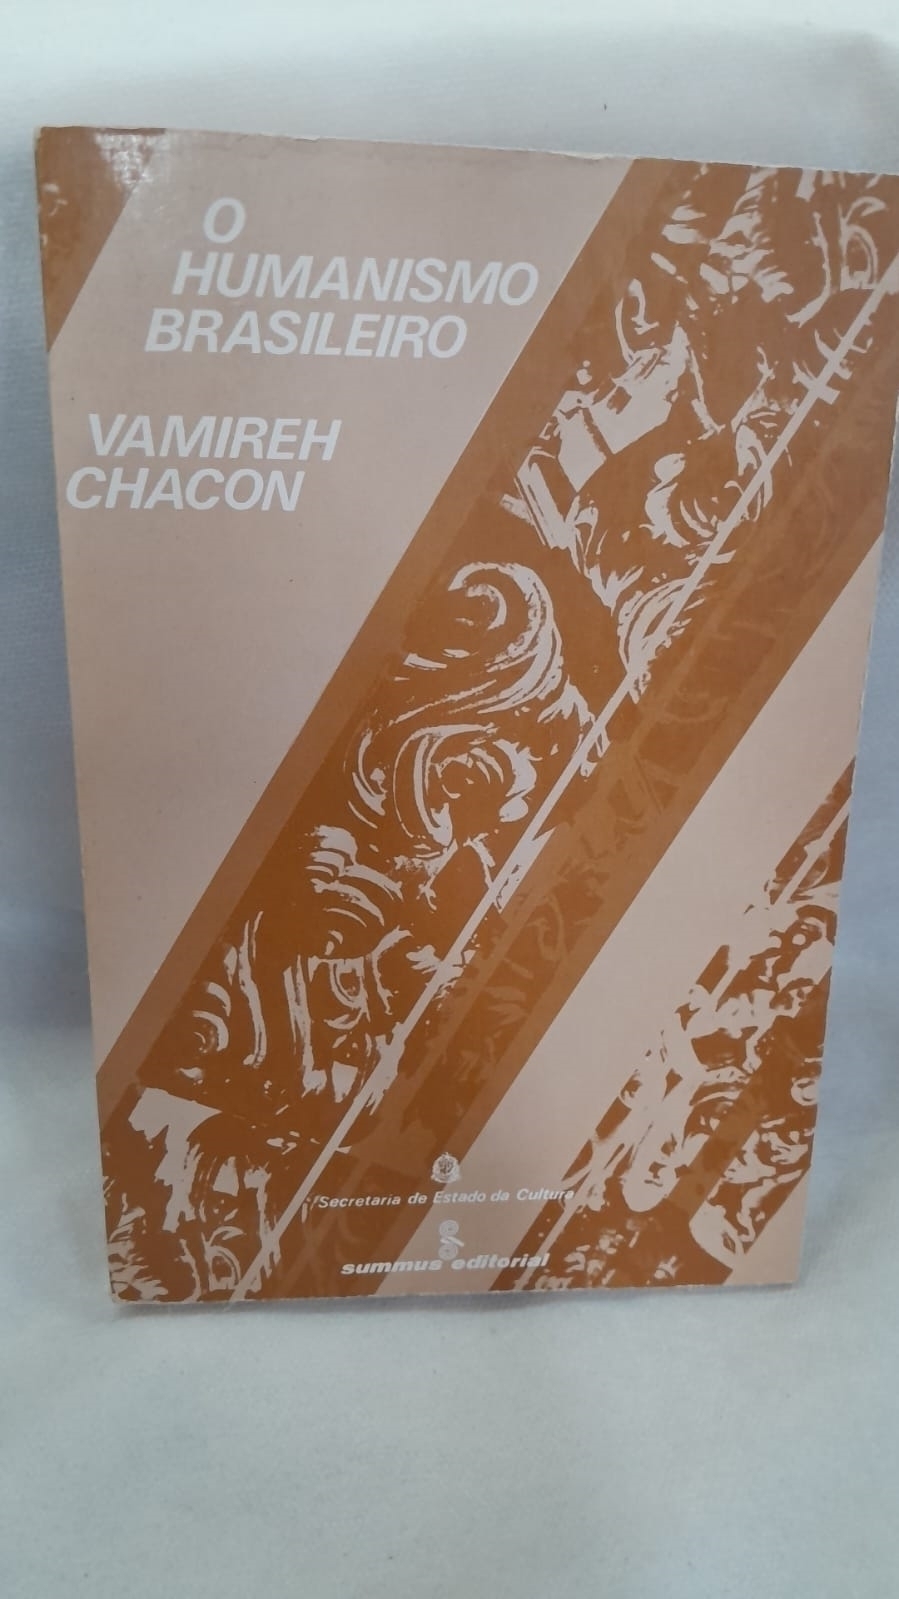 O
HUMANISMO
BRASILEIRO
VAMIREH
CHACON
Secretaria de Estado da Cultura
summus editorial